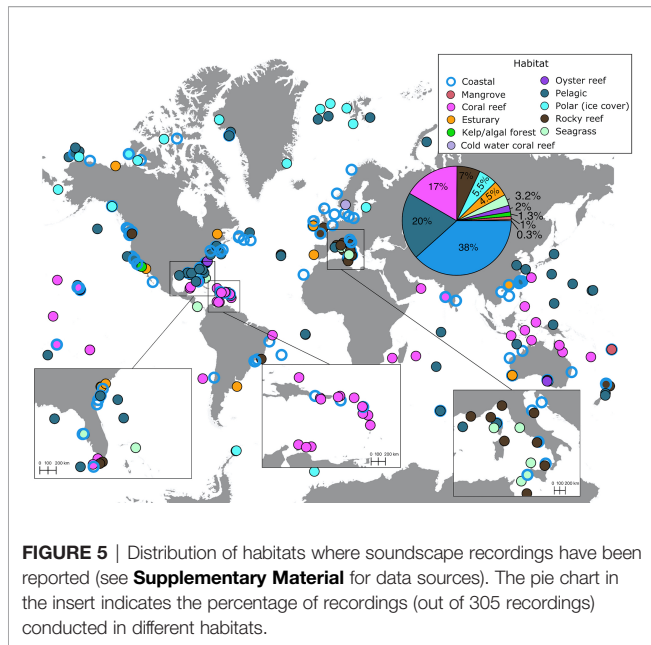 Habitat
Coastal
Mangrove
Coral reef
Esturary
Kelp/algal forest
Cold water coral reef
Oyster reef
Pelagic
Polar (ice cover)
Rocky reef
Seagrass
17%
7%
5.5%
4.5%
3.2%
2%
1.3%
1%
0.3%
20%
38%
0 100 200 km
0 100 200 km
0 100 200 km
FIGURE 5 | Distribution of habitats where soundscape recordings have been
reported (see Supplementary Material for data sources). The pie chart in
the insert indicates the percentage of recordings (out of 305 recordings)
conducted in different habitats.